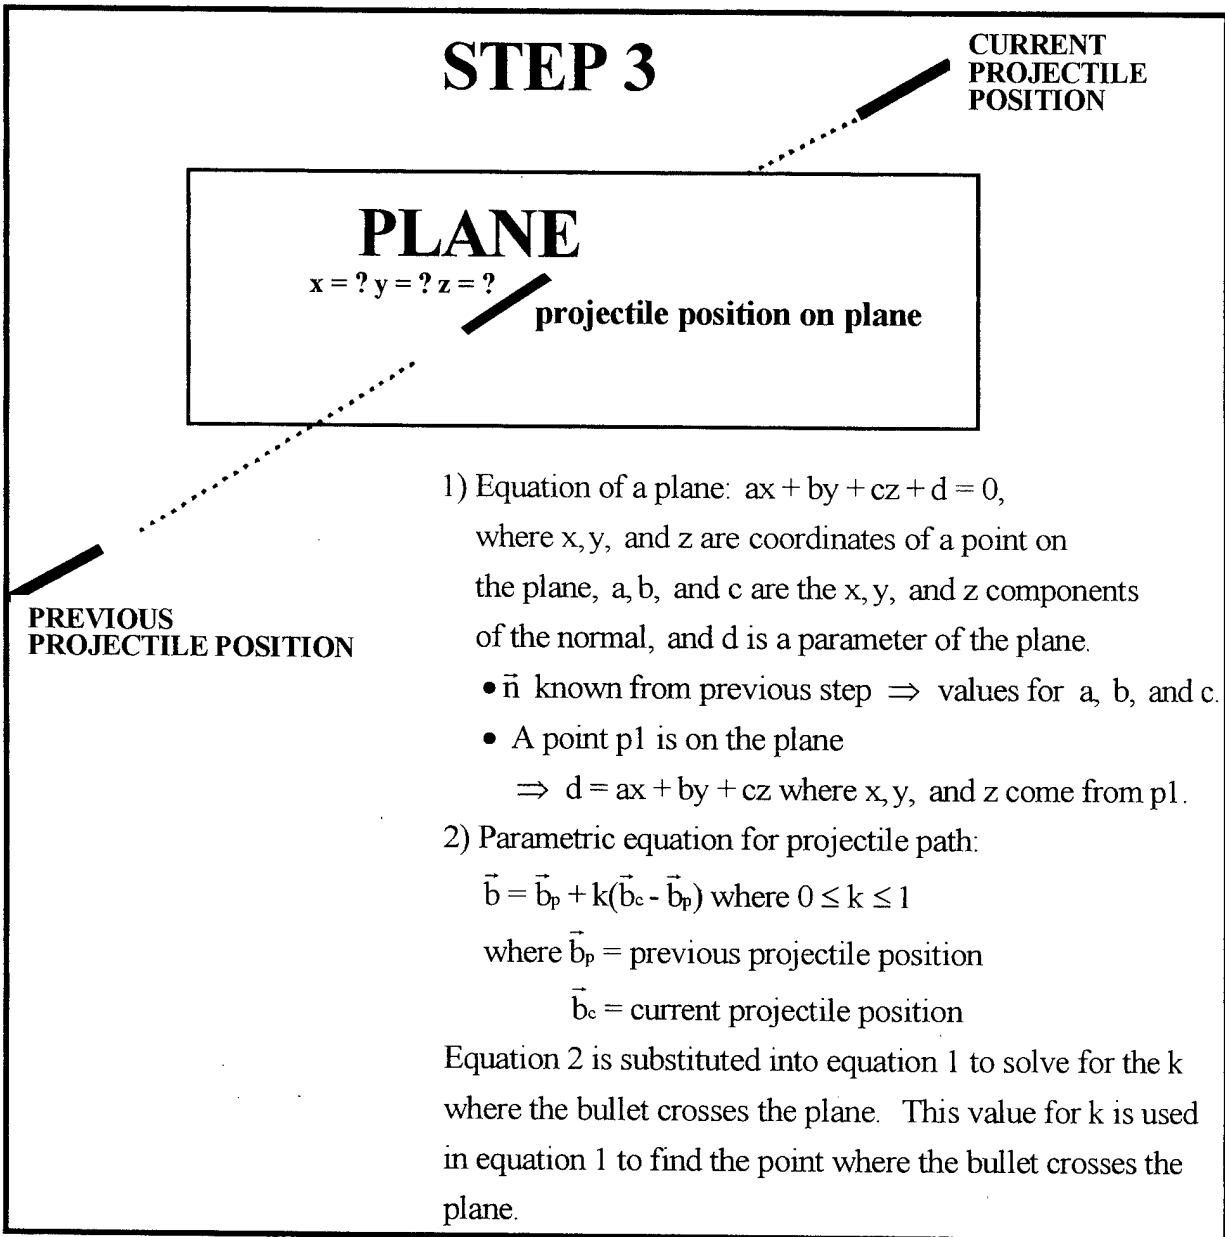 STEP 3
CURRENT
PROJECTILE
POSITION
PLANE
x = ? y = ? z = ?
projectile position on plane
PREVIOUS
PROJECTILE POSITION
1) Equation of a plane: ax + by + cz + d = 0,
where x, y, and z are coordinates of a point on
the plane, a, b, and c are the x, y, and z components
of the normal, and d is a parameter of the plane.
• n⃗ known from previous step ⇒ values for a, b, and c.
• A point p1 is on the plane
⇒ d = ax + by + cz where x, y, and z come from p1.
2) Parametric equation for projectile path:
b⃗ = b⃗ₚ + k(b⃗c - b⃗ₚ) where 0 ≤ k ≤ 1
where b⃗ₚ = previous projectile position
b⃗c = current projectile position
Equation 2 is substituted into equation 1 to solve for the k
where the bullet crosses the plane. This value for k is used
in equation 1 to find the point where the bullet crosses the
plane.